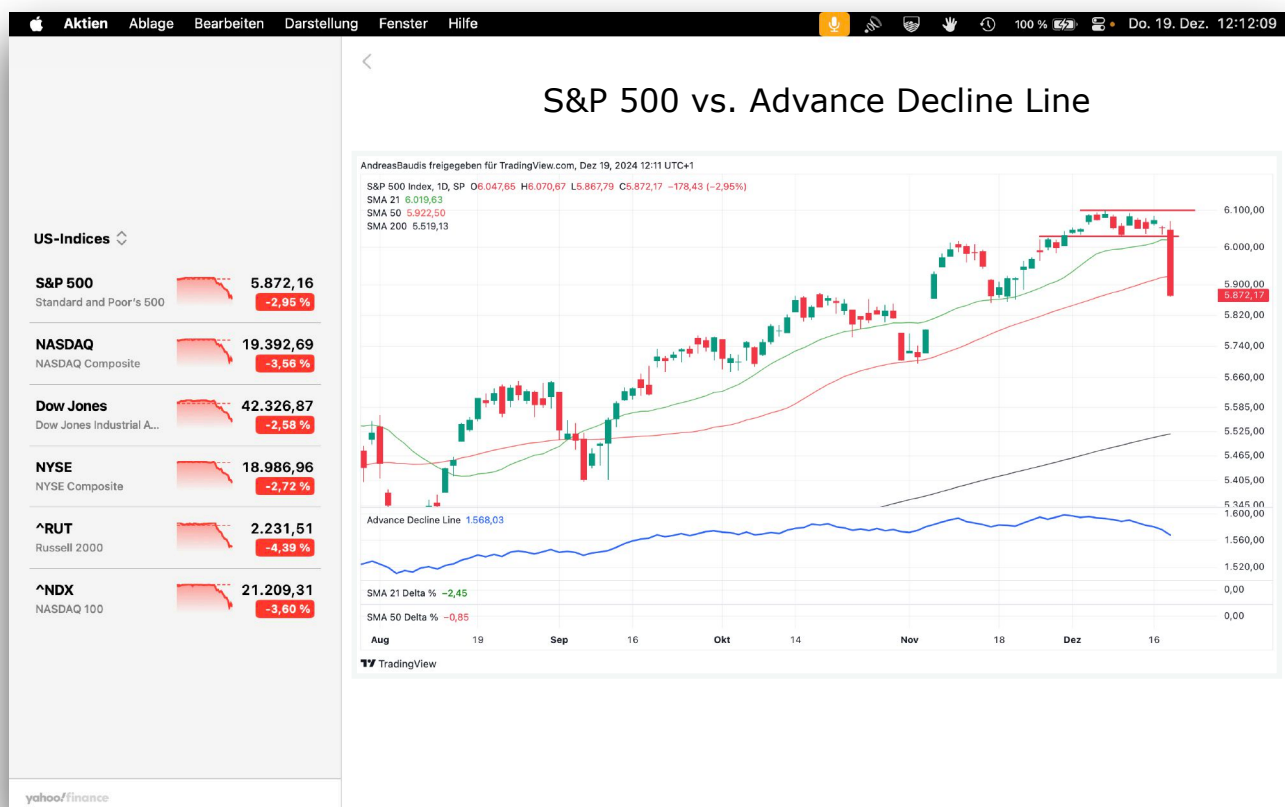 Aktien Ablage Bearbeiten Darstellung Fenster Hilfe 100 % Do. 19. Dez. 12:12:09
US-Indices
S&P 500 5.872,16
Standard and Poor's 500 -2,95 %
NASDAQ 19.392,69
NASDAQ Composite -3,56 %
Dow Jones 42.326,87
Dow Jones Industrial A... -2,58 %
NYSE 18.986,96
NYSE Composite -2,72 %
^RUT 2.231,51
Russell 2000 -4,39 %
^NDX 21.209,31
NASDAQ 100 -3,60 %
yahoo!finance
S&P 500 vs. Advance Decline Line
AndreasBaudis freigegeben für TradingView.com, Dez 19, 2024 12:11 UTC+1
S&P 500 Index, 1D, SP O6.047,65 H6.070,67 L5.867,79 C5.872,17 −178,43 (−2,95%)
SMA 21 6.019,63
SMA 50 5.922,50
SMA 200 5.519,13
6.100,00
6.000,00
5.900,00
5.872,17
5.820,00
5.740,00
5.660,00
5.585,00
5.525,00
5.465,00
5.405,00
5.345,00
Advance Decline Line 1.568,03
1.600,00
1.560,00
1.520,00
SMA 21 Delta % −2,45 0,00
SMA 50 Delta % −0,85 0,00
Aug 19 Sep 16 Okt 14 Nov 18 Dez 16
TradingView